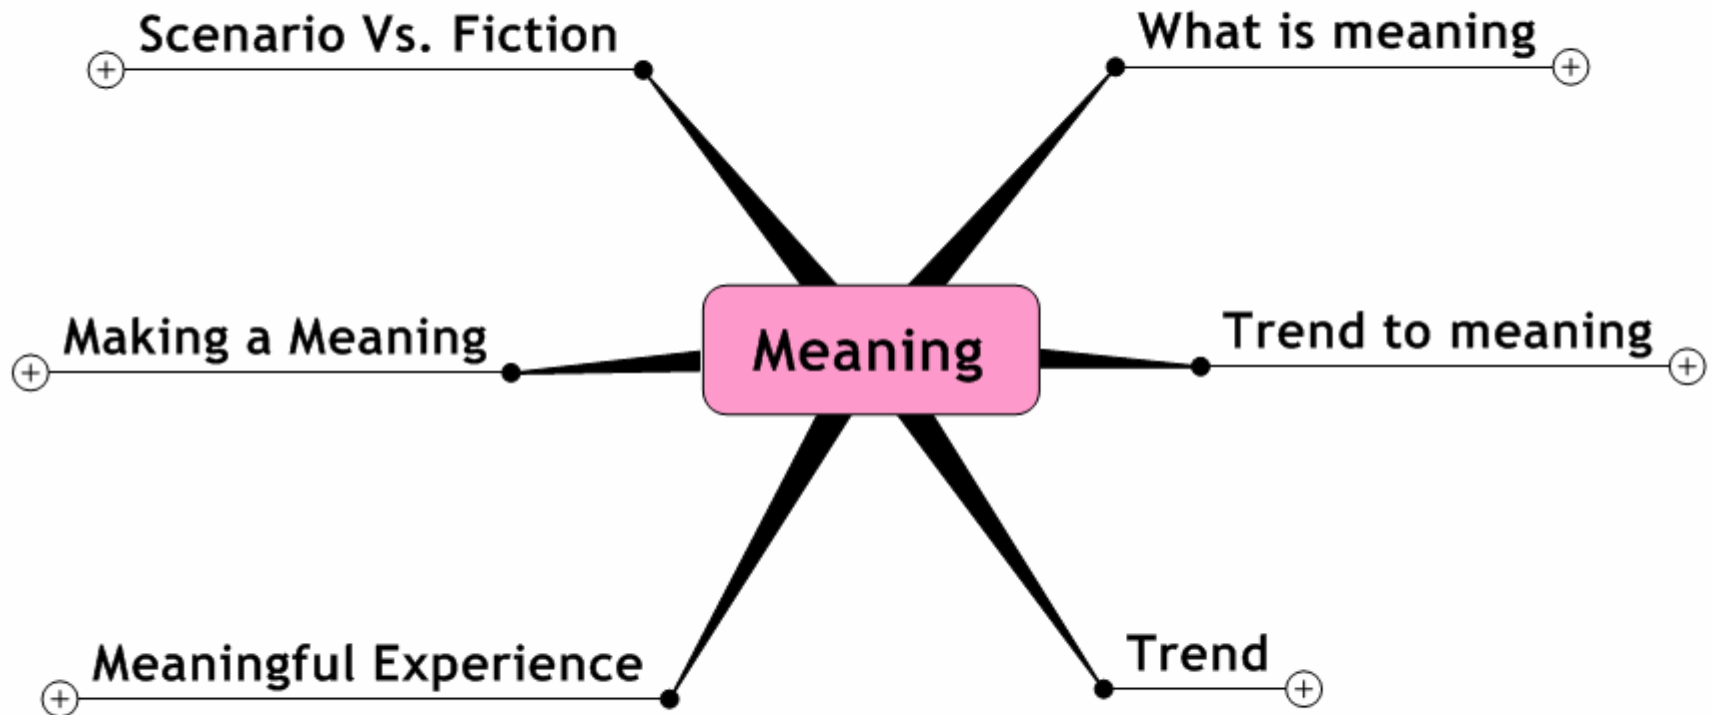 Scenario Vs. Fiction
What is meaning
Making a Meaning
Meaning
Trend to meaning
Meaningful Experience
Trend